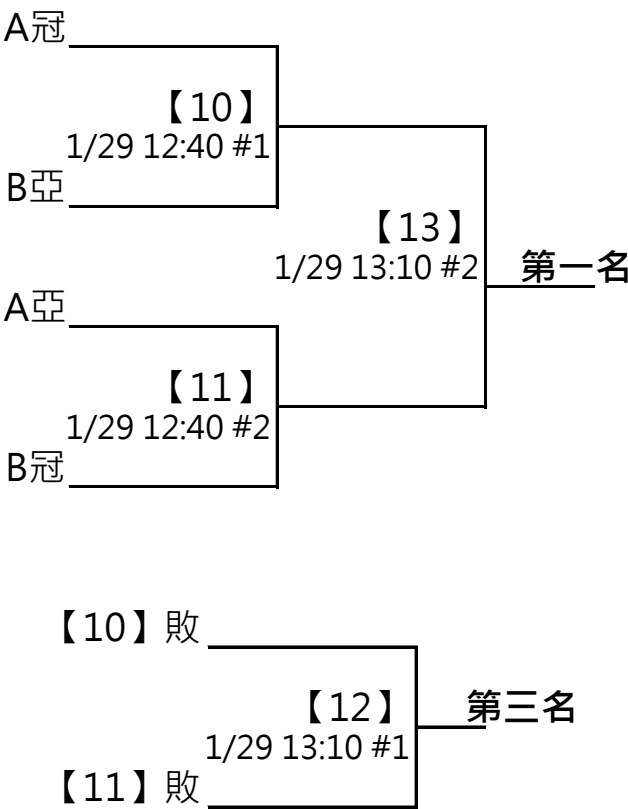 A冠
【10】
1/29 12:40 #1
B亞
【13】
1/29 13:10 #2
第一名
A亞
【11】
1/29 12:40 #2
B冠
【10】敗
【12】
1/29 13:10 #1
第三名
【11】敗